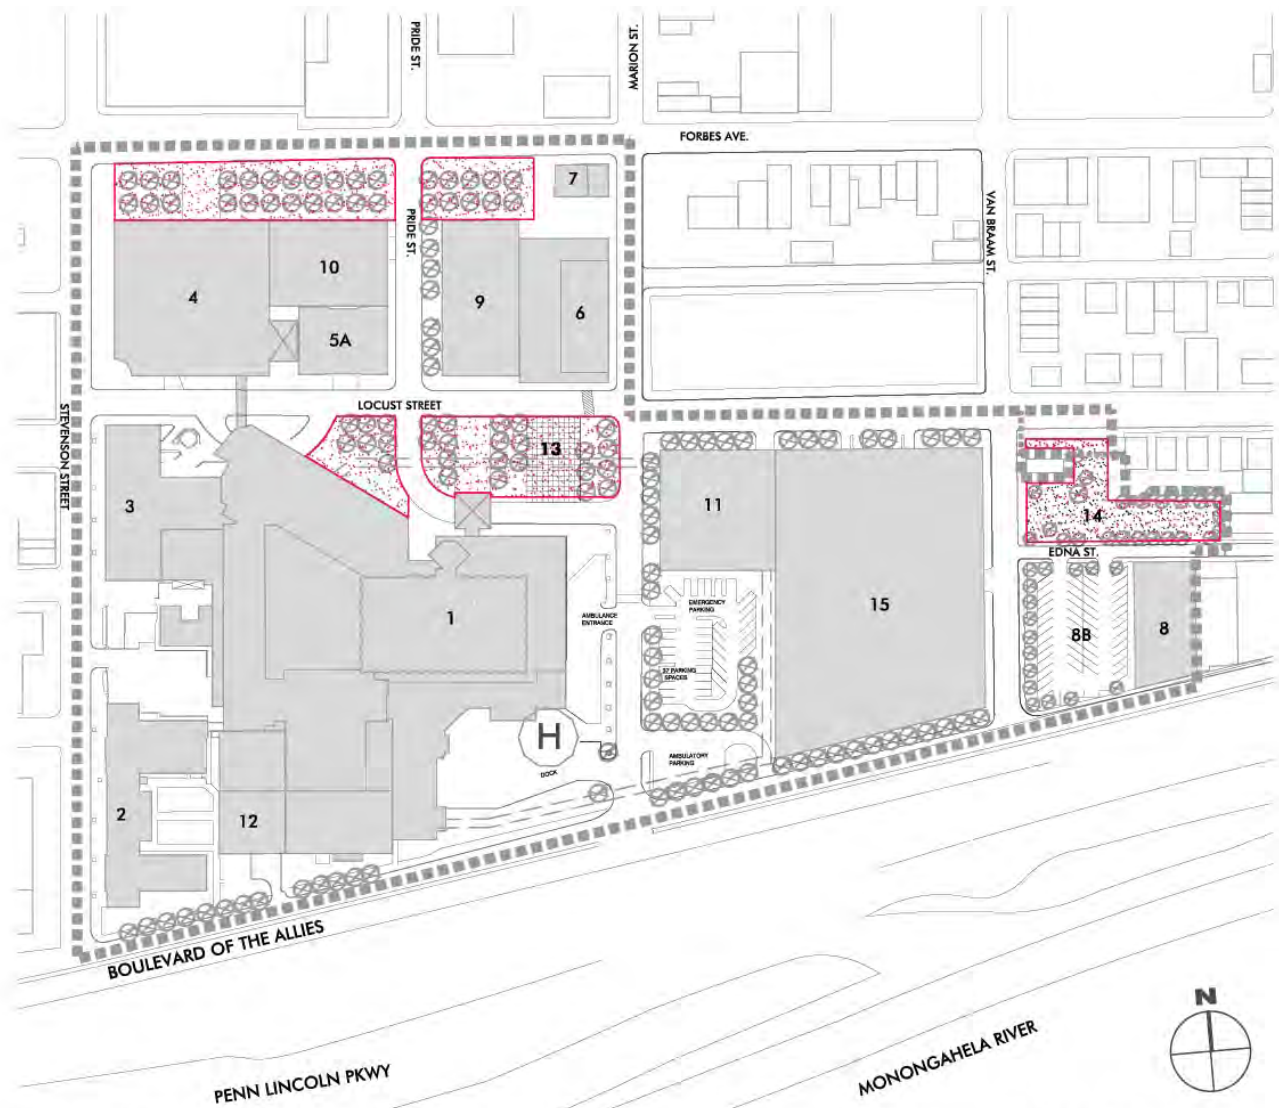 PRIDE ST.
MARION ST.
FORBES AVE.
7
VAN BRAAM ST.
PRIDE ST.
10
4
9
6
5A
LOCUST STREET
STEVENSON STREET
13
3
11
14
EDNA ST.
1
AMBULANCE
ENTRANCE
EMERGENCY
PARKING
15
8B
8
37 PARKING
SPACES
H
DOCK
AMBULATORY
PARKING
2
12
BOULEVARD OF THE ALLIES
N
PENN LINCOLN PKWY
MONONGAHELA RIVER